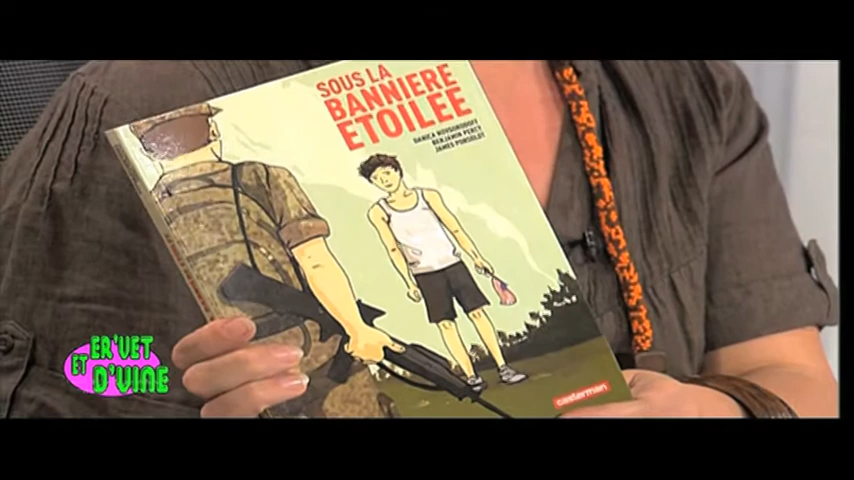 SOUS LA
BANNIERE
ETOILEE
DANICA NOVGORODOFF
BENJAMIN PERCY
JAMES PONSOLDT
casterman
ER'VET
ET
D'VINE